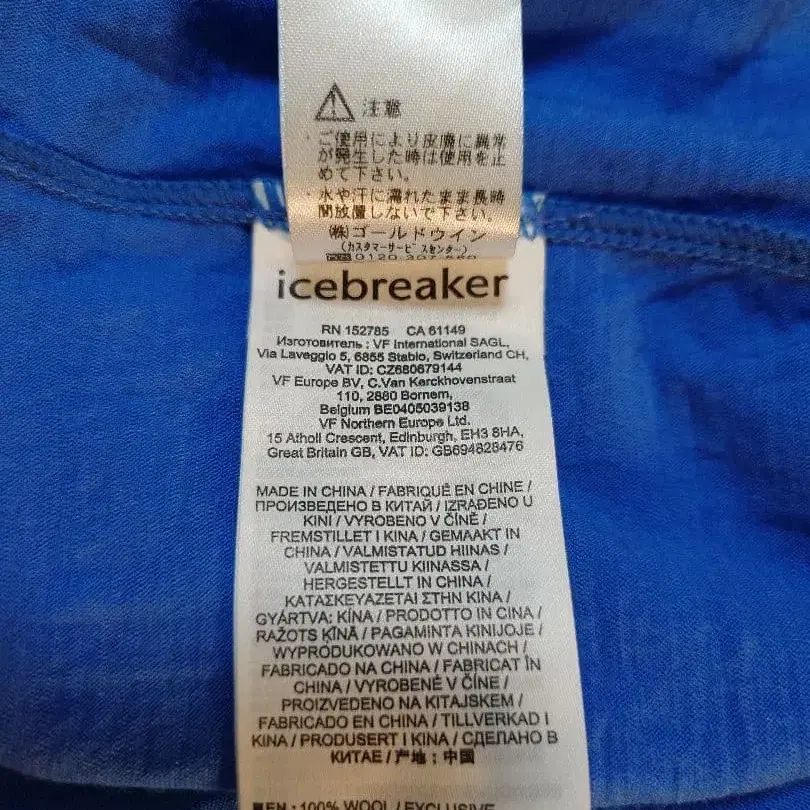 注意
・ご使用により皮膚に異常
が発生した時は使用を止
めて下さい。
・水や汗に濡れたまま長時
間放置しないで下さい。
㈱ゴールドウイン
(カスタマーサービスセンター)
0120-307-560
icebreaker
RN 152785 CA 61149
Изготовитель : VF International SAGL,
Via Laveggio 5, 6855 Stabio, Switzerland CH,
VAT ID: CZ680679144
VF Europe BV, C.Van Kerckhovenstraat
110, 2880 Bornem,
Belgium BE0405039138
VF Northern Europe Ltd.
15 Atholl Crescent, Edinburgh, EH3 8HA,
Great Britain GB, VAT ID: GB694828476
MADE IN CHINA / FABRIQUÉ EN CHINE /
ПРОИЗВЕДЕНО В КИТАЙ / IZRAĐENO U
KINI / VYROBENO V ČÍNĚ /
FREMSTILLET I KINA / GEMAAKT IN
CHINA / VALMISTATUD HIINAS /
VALMISTETTU KIINASSA /
HERGESTELLT IN CHINA /
ΚΑΤΑΣΚΕΥΑΖΕΤΑΙ ΣΤΗΝ ΚΙΝΑ /
GYÁRTVA: KÍNA / PRODOTTO IN CINA /
RAŽOTS ĶĪNĀ / PAGAMINTA KINIJOJE /
WYPRODUKOWANO W CHINACH /
FABRICADO NA CHINA / FABRICAT ÎN
CHINA / VYROBENÉ V ČÍNE /
PROIZVEDENO NA KITAJSKEM /
FABRICADO EN CHINA / TILLVERKAD I
KINA / PRODUSERT I KINA / СДЕЛАНО В
КИТАЕ / 产地 : 中国
EN : 100% WOOL / EXCLUSIVE